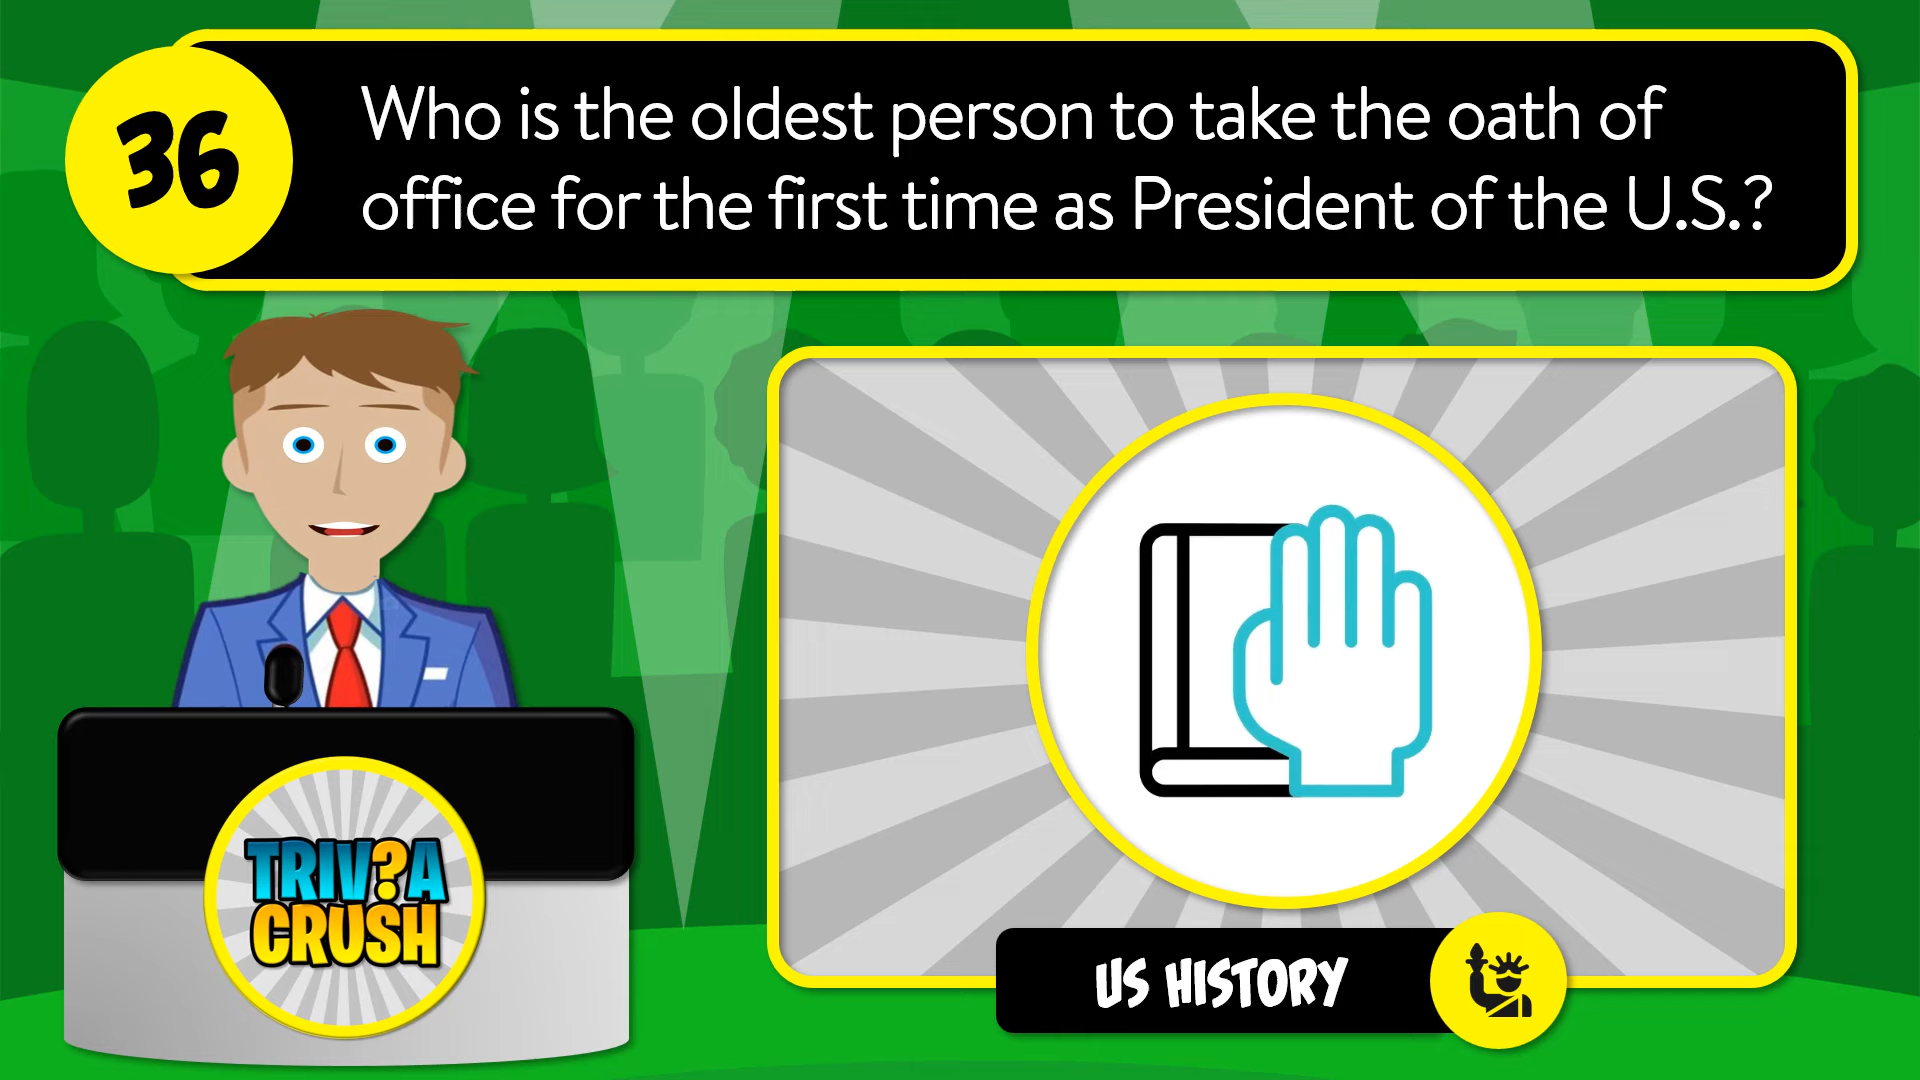 36
Who is the oldest person to take the oath of
office for the first time as President of the U.S.?
TRIV?A
CRUSH
US HISTORY